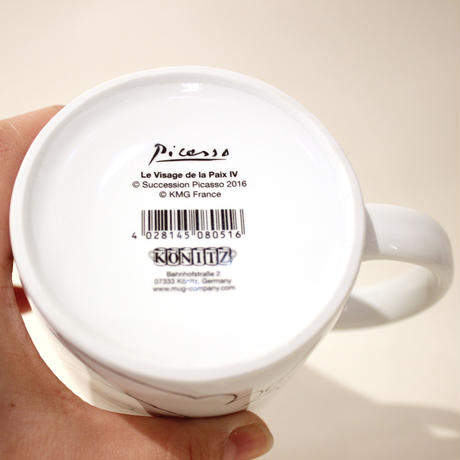 Picasso
Le Visage de la Paix IV
© Succession Picasso 2016
© KMG France
4 028145 080516
KÖNITZ
Bahnhofstraße 2
07333 Könitz, Germany
www.mug-company.com